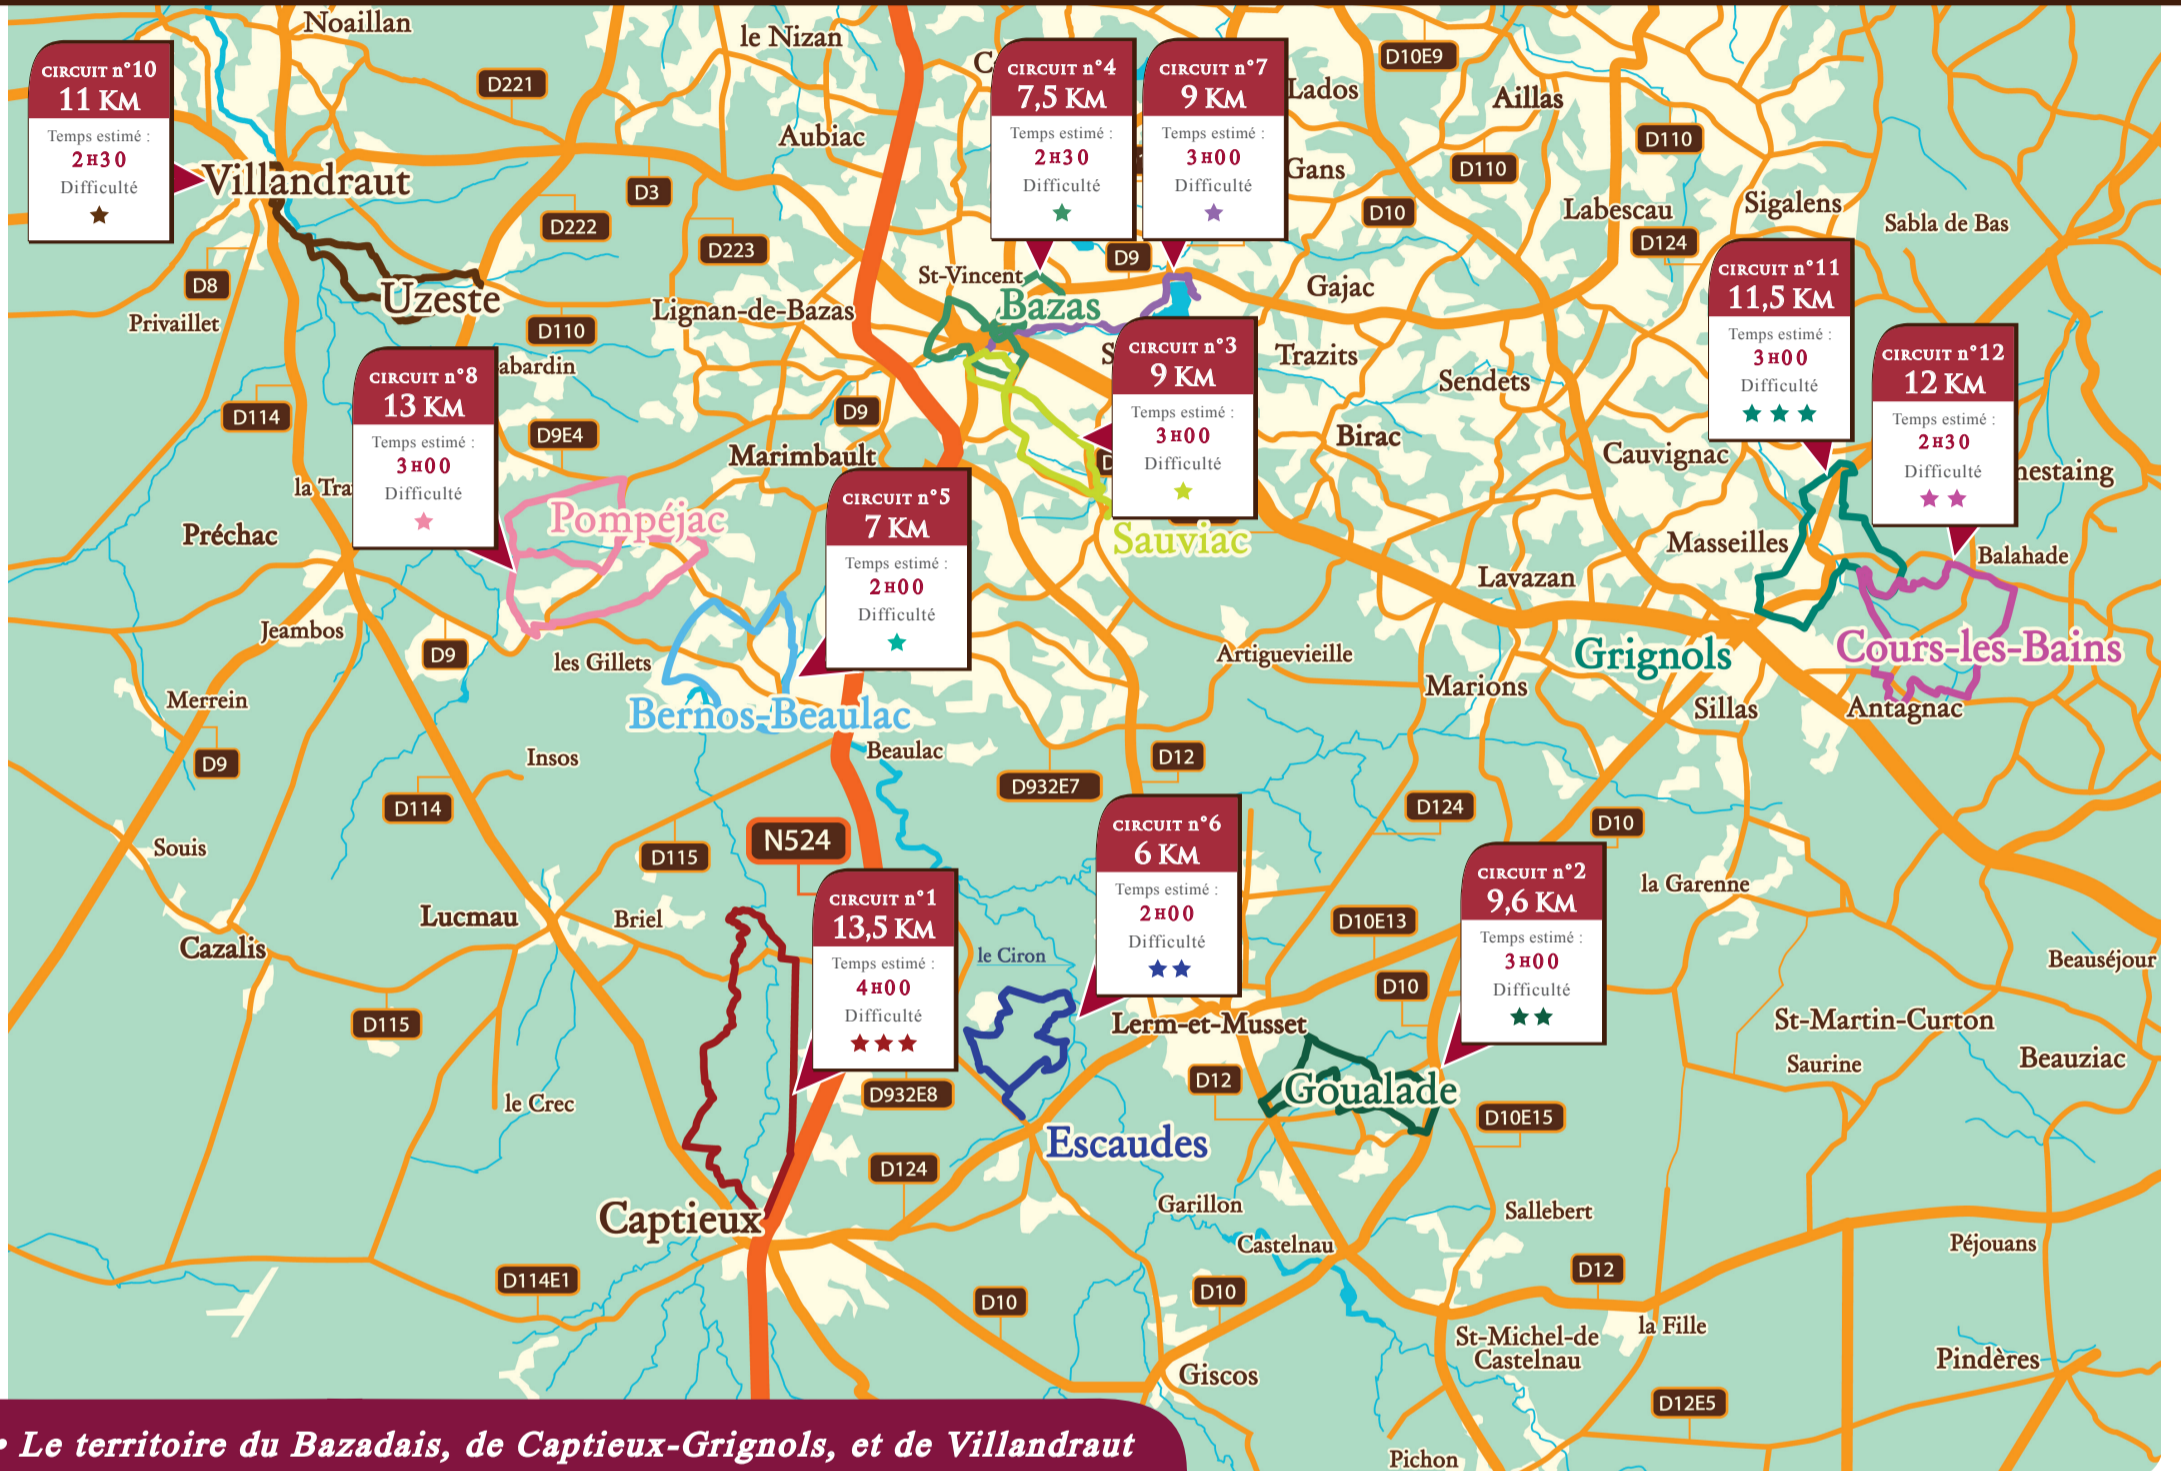 Noaillan
le Nizan
D10E9
CIRCUIT n°10
11 KM
Temps estimé :
2H30
Difficulté
D221
CIRCUIT n°4
7,5 KM
Temps estimé :
2H30
Difficulté
CIRCUIT n°7
9 KM
Temps estimé :
3H00
Difficulté
Lados
Aillas
Aubiac
D110
D110
Gans
Villandraut
D3
D222
D223
D10
Labescau
Sigalens
Sabla de Bas
D124
D9
St-Vincent
Bazas
Gajac
D8
Uzeste
Privaillet
Lignan-de-Bazas
D110
CIRCUIT n°11
11,5 KM
Temps estimé :
3H00
Difficulté
CIRCUIT n°3
9 KM
Temps estimé :
3H00
Difficulté
Trazits
Sendets
CIRCUIT n°12
12 KM
Temps estimé :
2H30
Difficulté
CIRCUIT n°8
13 KM
Temps estimé :
3H00
Difficulté
abardin
D114
D9E4
D9
Marimbault
Birac
Cauvignac
nestaing
la Tra
Préchac
Pompéjac
CIRCUIT n°5
7 KM
Temps estimé :
2H00
Difficulté
Sauviac
Masseilles
Balahade
Lavazan
Jeambos
D9
les Gillets
Artiguevieille
Grignols
Cours-les-Bains
Merrein
Marions
Sillas
Antagnac
Bernos-Beaulac
Beaulac
D9
Insos
D12
D932E7
D114
D124
D10
Souis
D115
N524
CIRCUIT n°6
6 KM
Temps estimé :
2H00
Difficulté
CIRCUIT n°2
9,6 KM
Temps estimé :
3H00
Difficulté
la Garenne
CIRCUIT n°1
13,5 KM
Temps estimé :
4H00
Difficulté
Lucmau
Briel
D10E13
Cazalis
le Ciron
Beauséjour
D10
D115
Lerm-et-Musset
St-Martin-Curton
Saurine
Beauziac
D932E8
D12
Goualade
le Crec
D10E15
Escaudes
D124
Captieux
Garillon
Sallebert
Castelnau
Péjouans
D114E1
D10
D10
D12
la Fille
St-Michel-de
Castelnau
Giscos
Pindères
D12E5
• Le territoire du Bazadais, de Captieux-Grignols, et de Villandraut
Pichon